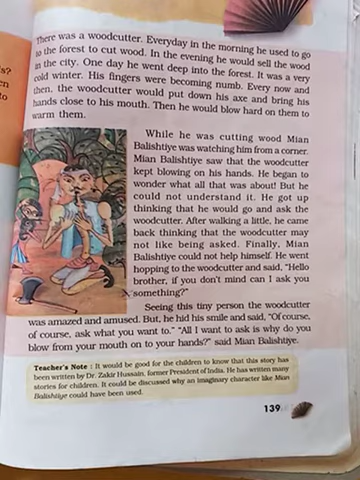 There was a woodcutter. Everyday in the morning he used to go
to the forest to cut wood. In the evening he would sell the wood
in the city. One day he went deep into the forest. It was a very
cold winter. His fingers were becoming numb. Every now and
then, the woodcutter would put down his axe and bring his
hands close to his mouth. Then he would blow hard on them to
warm them.
While he was cutting wood Mian
Balishtiye was watching him from a corner.
Mian Balishtiye saw that the woodcutter
kept blowing on his hands. He began to
wonder what all was about! But he
could not understand it. He got up
thinking that he would go and ask the
woodcutter. After walking a little, he came
back thinking that the woodcutter may
not like being asked. Finally, Mian
Balishtiye could not help himself. He went
hopping to the woodcutter and said, "Hello
brother, if you don't mind can I ask you
something?"
Seeing this tiny person the woodcutter
was amazed and amused. But, he hid his smile and said, "Of course,
of course, ask what you want to." "All I want to ask is why do you
blow from your mouth on to your hands?" said Mian Balishtiye.
Teacher's Note : It would be good for the children to know that this story has
been written by Dr. Zakir Hussain, former President of India. He has written many
stories for children. It could be discussed why an imaginary character like Mian
Balishtiye could have been used.
139